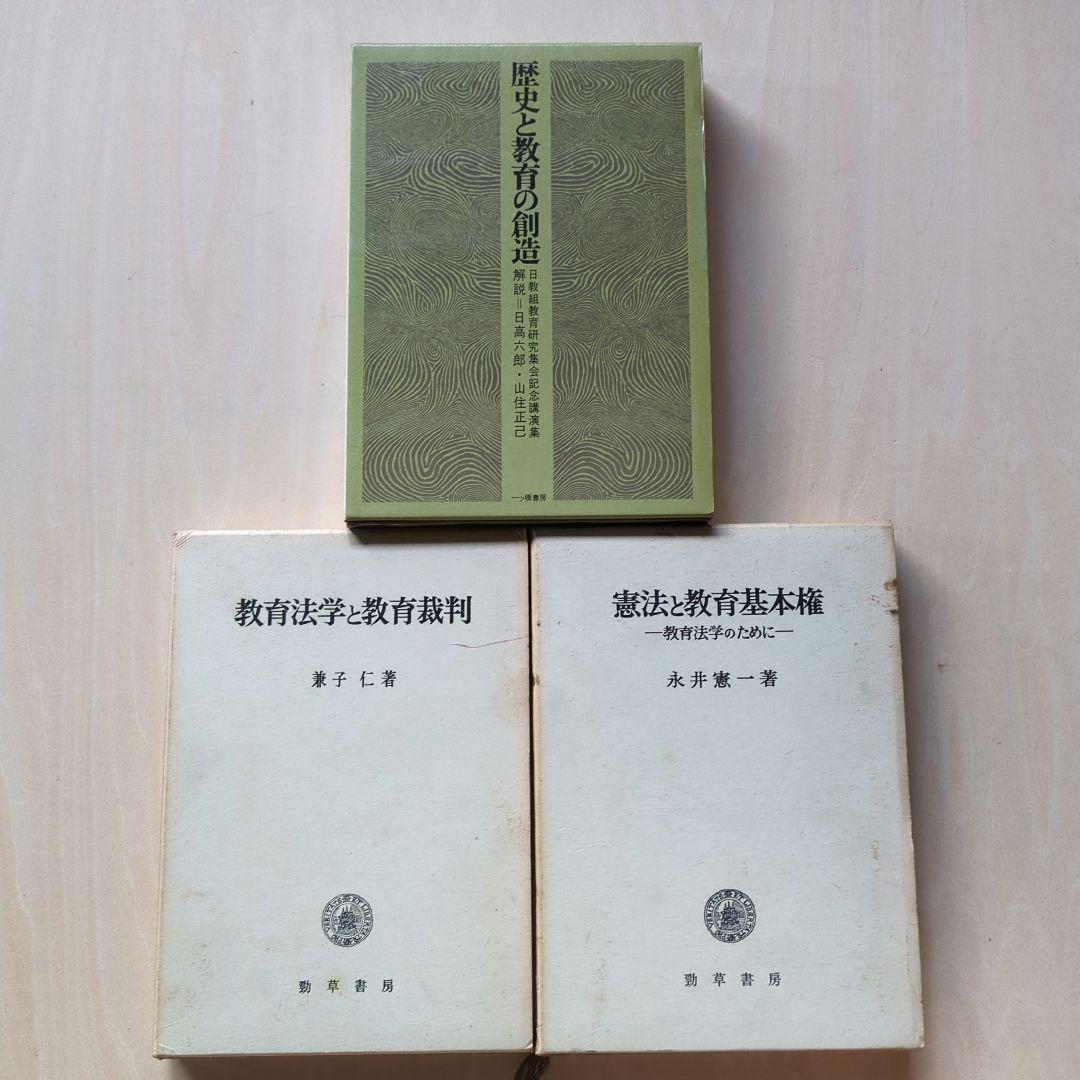 歴史と教育の創造
日教組教育研究集会記念講演集
解説＝日高六郎・山住正己
一ツ橋書房
教育法学と教育裁判
兼子 仁著
勁草書房
憲法と教育基本権
―教育法学のために―
永井憲一著
勁草書房